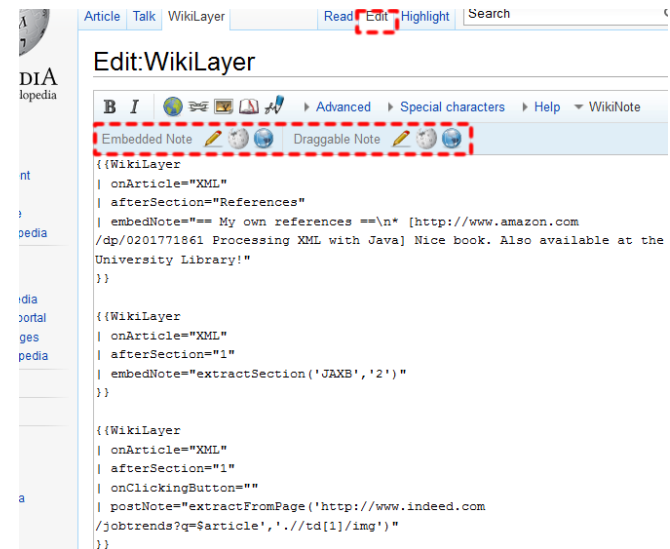 Article Talk WikiLayer Read Edit Highlight Search
DIA
lopedia
Edit:WikiLayer
B I Advanced Special characters Help WikiNote
Embedded Note Draggable Note
{{WikiLayer
| onArticle="XML"
| afterSection="References"
| embedNote="== My own references ==\n* [http://www.amazon.com
/dp/0201771861 Processing XML with Java] Nice book. Also available at the
University Library!"
}}
{{WikiLayer
| onArticle="XML"
| afterSection="1"
| embedNote="extractSection('JAXB','2')"
}}
{{WikiLayer
| onArticle="XML"
| afterSection="1"
| onClickingButton=""
| postNote="extractFromPage('http://www.indeed.com
/jobtrends?q=$article','.//td[1]/img')"
}}
nt
pedia
dia
portal
ges
pedia
a